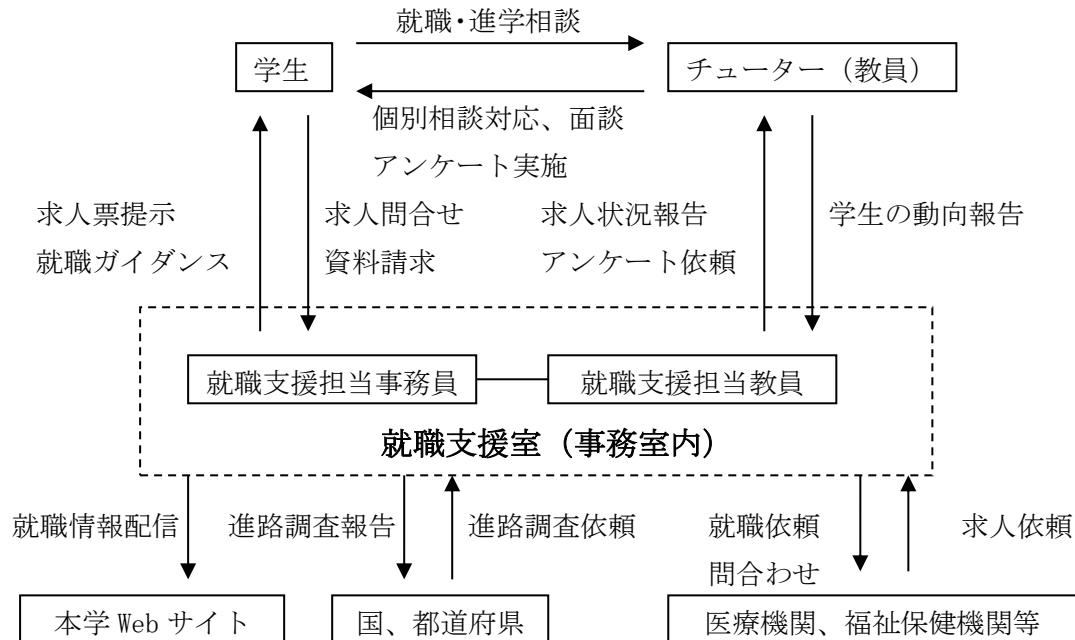 就職・進学相談
学生
チューター（教員）
個別相談対応、面談
アンケート実施
求人票提示
就職ガイダンス
求人問合せ
資料請求
求人状況報告
アンケート依頼
学生の動向報告
就職支援担当事務員
就職支援担当教員
就職支援室（事務室内）
就職情報配信
進路調査報告
進路調査依頼
就職依頼
問合わせ
求人依頼
本学 Web サイト
国、都道府県
医療機関、福祉保健機関等